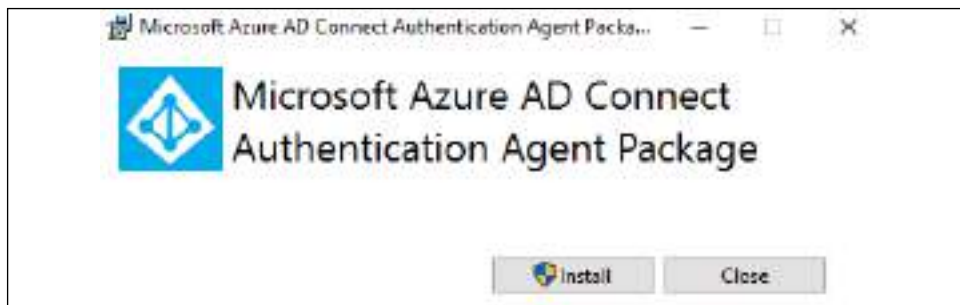 Microsoft Azure AD Connect Authentication Agent Packa...
Microsoft Azure AD Connect
Authentication Agent Package
Install
Close